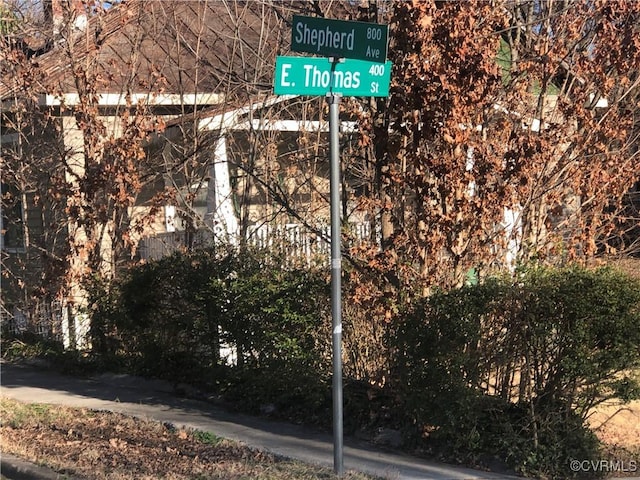 Shepherd 800
Ave
E. Thomas 400
St
©CVRMLS